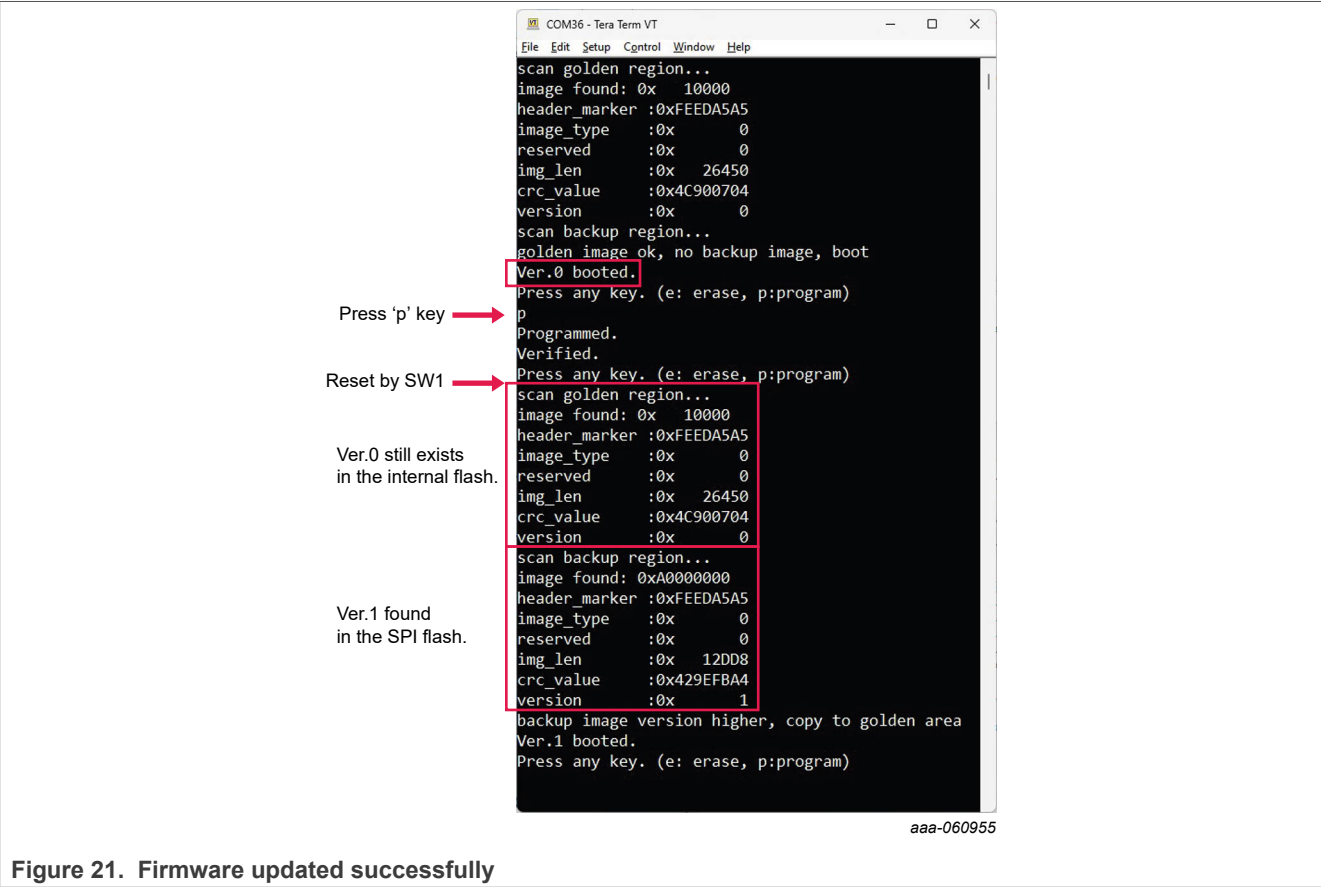 COM36 - Tera Term VT
File Edit Setup Control Window Help
scan golden region...
image found: 0x   10000
header_marker :0xFEEDA5A5
image_type    :0x       0
reserved      :0x       0
img_len       :0x   26450
crc_value     :0x4C900704
version       :0x       0
scan backup region...
golden image ok, no backup image, boot
Ver.0 booted.
Press any key. (e: erase, p:program)
Press 'p' key
p
Programmed.
Verified.
Press any key. (e: erase, p:program)
Reset by SW1
scan golden region...
image found: 0x   10000
header_marker :0xFEEDA5A5
image_type    :0x       0
reserved      :0x       0
img_len       :0x   26450
crc_value     :0x4C900704
version       :0x       0
Ver.0 still exists
in the internal flash.
scan backup region...
image found: 0xA0000000
header_marker :0xFEEDA5A5
image_type    :0x       0
reserved      :0x       0
img_len       :0x   12DD8
crc_value     :0x429EFBA4
version       :0x       1
Ver.1 found
in the SPI flash.
backup image version higher, copy to golden area
Ver.1 booted.
Press any key. (e: erase, p:program)
aaa-060955
Figure 21. Firmware updated successfully